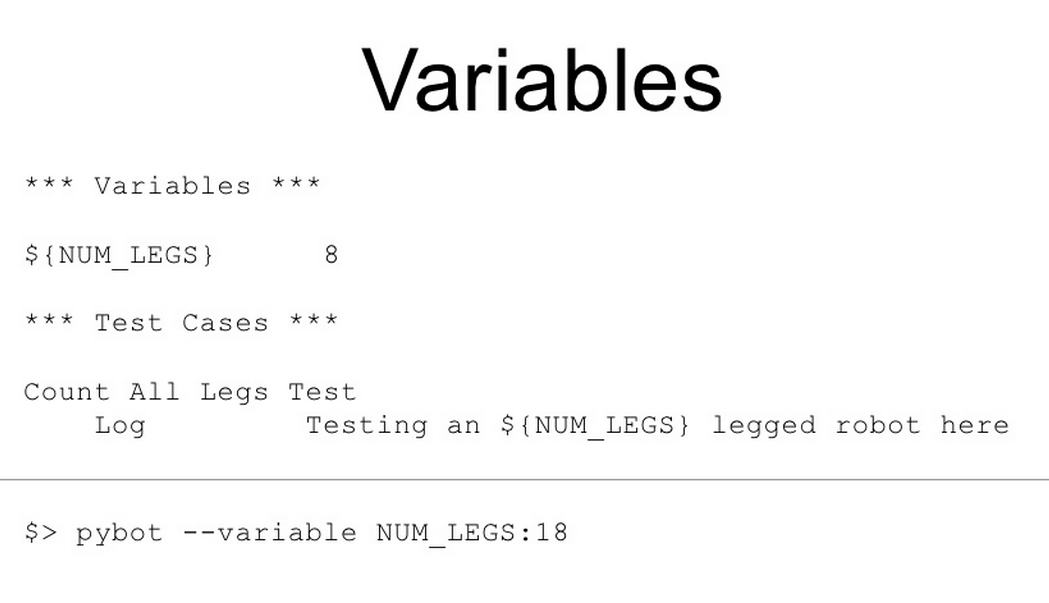 Variables
*** Variables ***
${NUM_LEGS}      8
*** Test Cases ***
Count All Legs Test
    Log         Testing an ${NUM_LEGS} legged robot here
$> pybot --variable NUM_LEGS:18